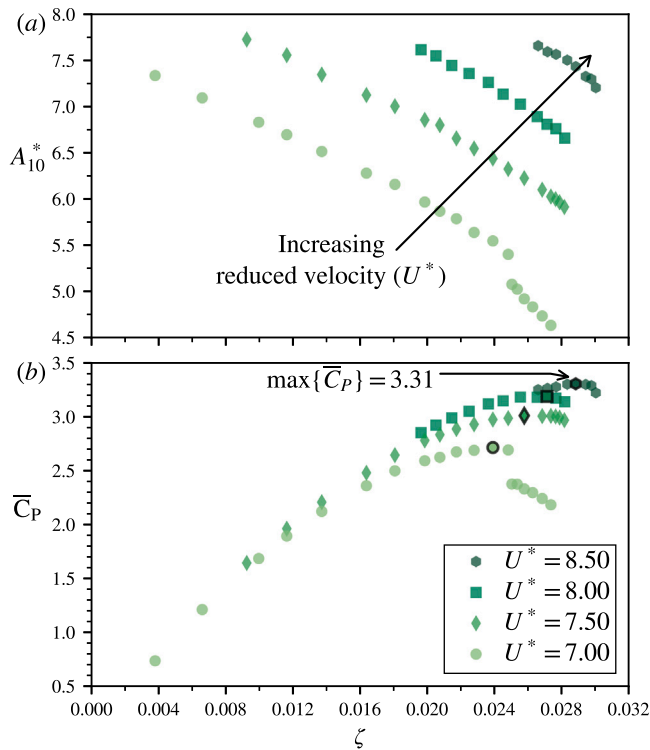 (a)
8.0
7.5
7.0
6.5
6.0
5.5
5.0
4.5
A*10
Increasing
reduced velocity (U*)
(b)
3.5
3.0
2.5
2.0
1.5
1.0
0.5
C̅P
max{C̅P} = 3.31
U* = 8.50
U* = 8.00
U* = 7.50
U* = 7.00
0.000 0.004 0.008 0.012 0.016 0.020 0.024 0.028 0.032
ζ